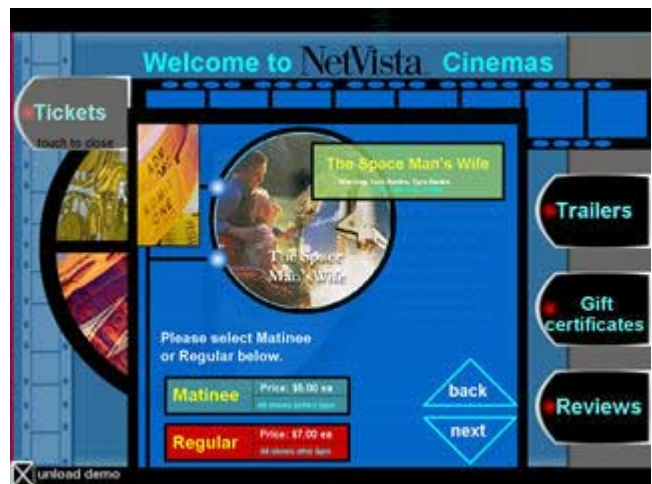 Welcome to NetVista Cinemas
Tickets
touch to close
The Space Man's Wife
The Space
Man's Wife
Trailers
Gift
certificates
Please select Matinee
or Regular below.
Matinee
Price: $5.00 ea
back
Reviews
Regular
Price: $7.00 ea
next
unload demo